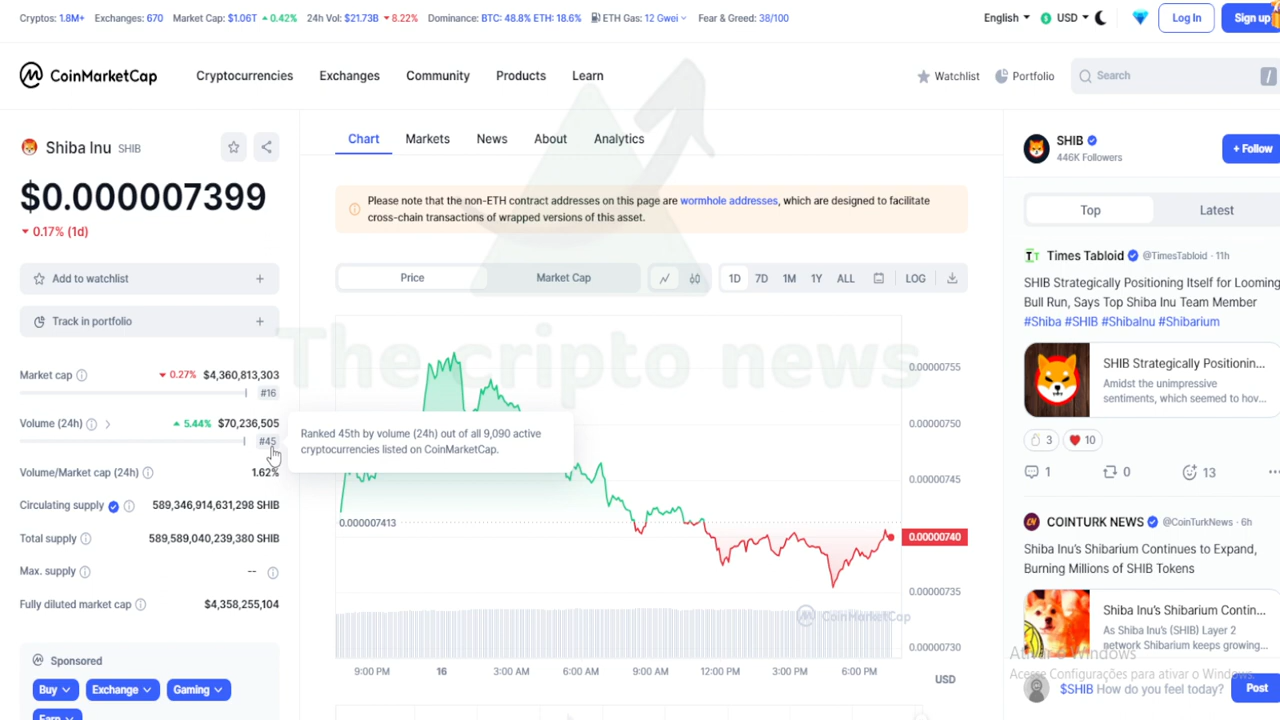 Cryptos: 1.8M+ Exchanges: 670 Market Cap: $1.06T 0.42% 24h Vol: $21.73B 8.22% Dominance: BTC: 48.8% ETH: 18.6% ETH Gas: 12 Gwei Fear & Greed: 38/100 English USD Log In Sign up
CoinMarketCap Cryptocurrencies Exchanges Community Products Learn Watchlist Portfolio Search /
Shiba Inu SHIB
$0.000007399
0.17% (1d)
Add to watchlist +
Track in portfolio +
Market cap 0.27% $4,360,813,303
#16
Volume (24h) 5.44% $70,236,505
#45
Volume/Market cap (24h) 1.62%
Circulating supply 589,346,914,631,298 SHIB
Total supply 589,589,040,239,380 SHIB
Max. supply --
Fully diluted market cap $4,358,255,104
Sponsored
Buy Exchange Gaming
Earn
Chart Markets News About Analytics
Please note that the non-ETH contract addresses on this page are wormhole addresses, which are designed to facilitate
cross-chain transactions of wrapped versions of this asset.
Price Market Cap 1D 7D 1M 1Y ALL LOG
The cripto news
Ranked 45th by volume (24h) out of all 9,090 active
cryptocurrencies listed on CoinMarketCap.
0.00000755
0.00000750
0.00000745
0.000007413
0.00000740
0.00000735
0.00000730
CoinMarketCap
9:00 PM 16 3:00 AM 6:00 AM 9:00 AM 12:00 PM 3:00 PM 6:00 PM
USD
SHIB
446K Followers
+ Follow
Top Latest
Times Tabloid @TimesTabloid · 11h
SHIB Strategically Positioning Itself for Looming
Bull Run, Says Top Shiba Inu Team Member
#Shiba #SHIB #ShibaInu #Shibarium
SHIB Strategically Positionin...
Amidst the unimpressive
sentiments, which seemed to hov...
3 10
1 0 13 ...
COINTURK NEWS @CoinTurkNews · 6h
Shiba Inu's Shibarium Continues to Expand,
Burning Millions of SHIB Tokens
Shiba Inu's Shibarium Contin...
As Shiba Inu's (SHIB) Layer 2
network Shibarium keeps growing...
Ativar o Windows
Acesse Configurações para ativar o Windows.
$SHIB How do you feel today? Post